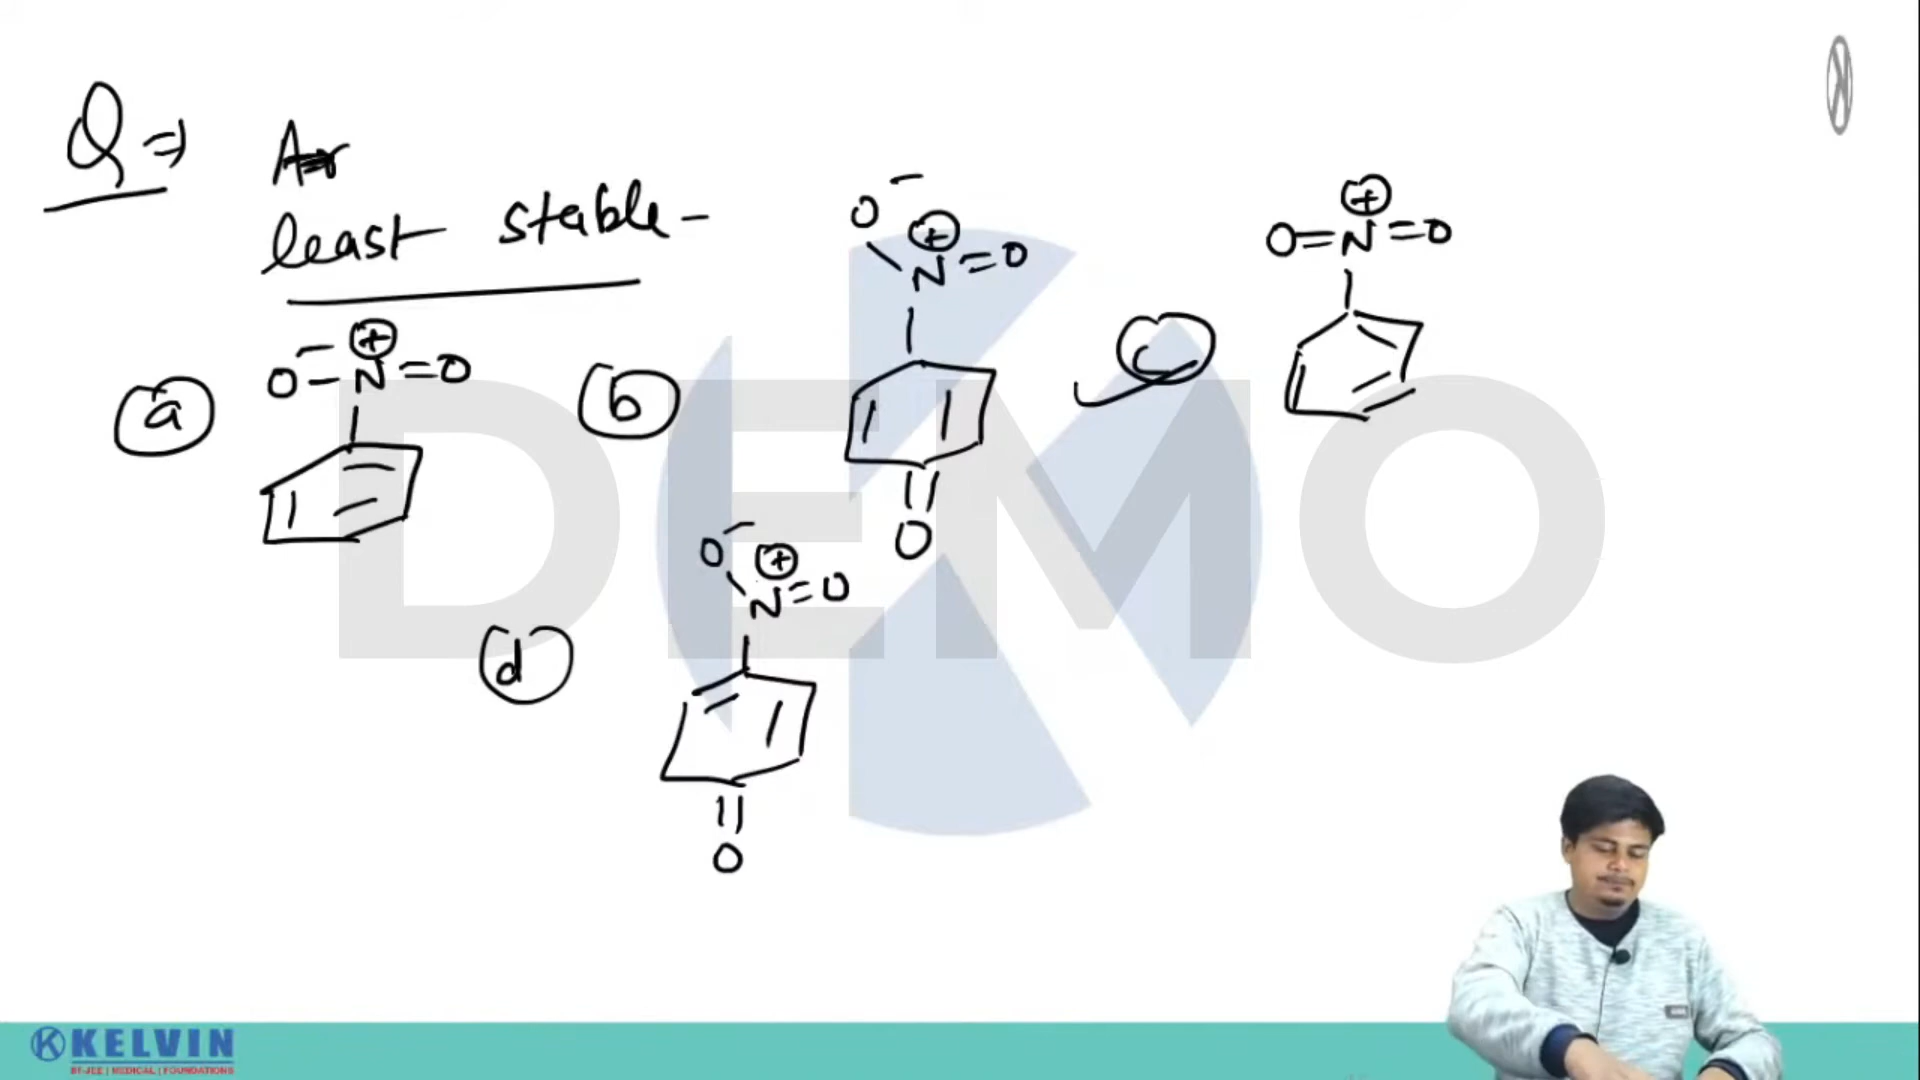 Q ⇒ Ar
least stable -
O⁻ - N⊕ = O
a
O⁻ N⊕ = O
b
O
O = N⊕ = O
c
O⁻ N⊕ = O
d
O
DEMO
KELVIN
IIT-JEE | MEDICAL | FOUNDATIONS